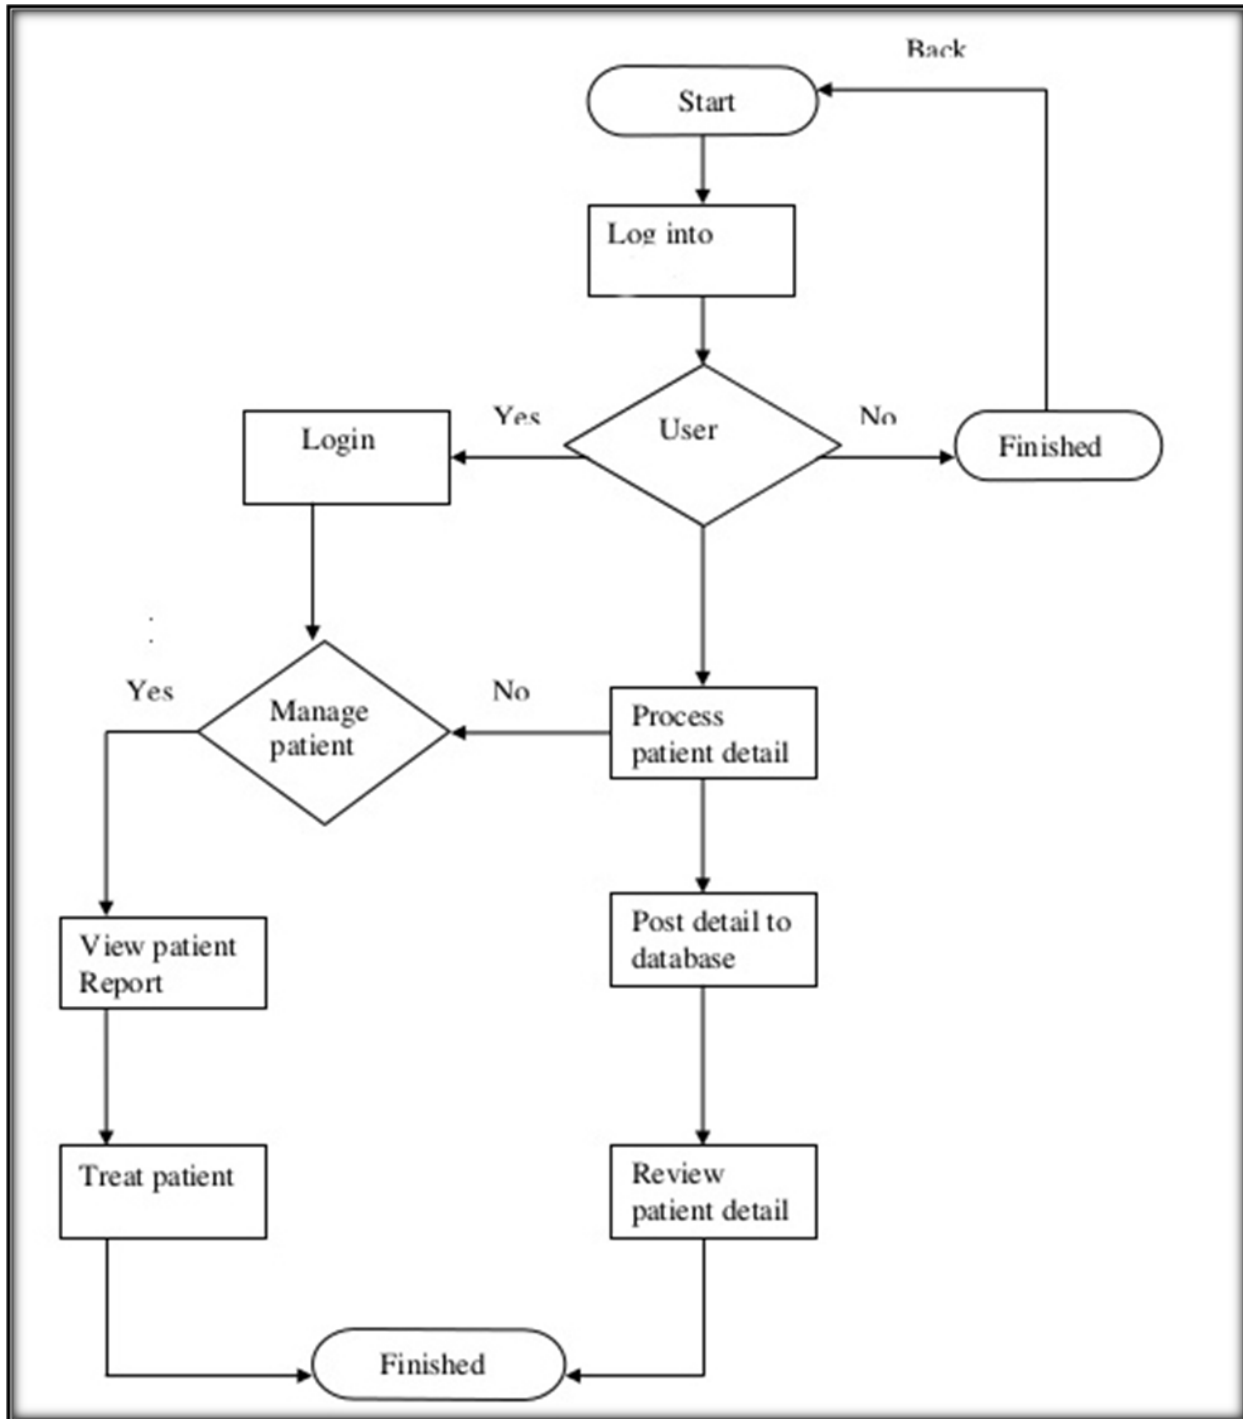 Back
Start
Log into
Yes
User
No
Login
Finished
Yes
Manage
patient
No
Process
patient detail
View patient
Report
Post detail to
database
Treat patient
Review
patient detail
Finished